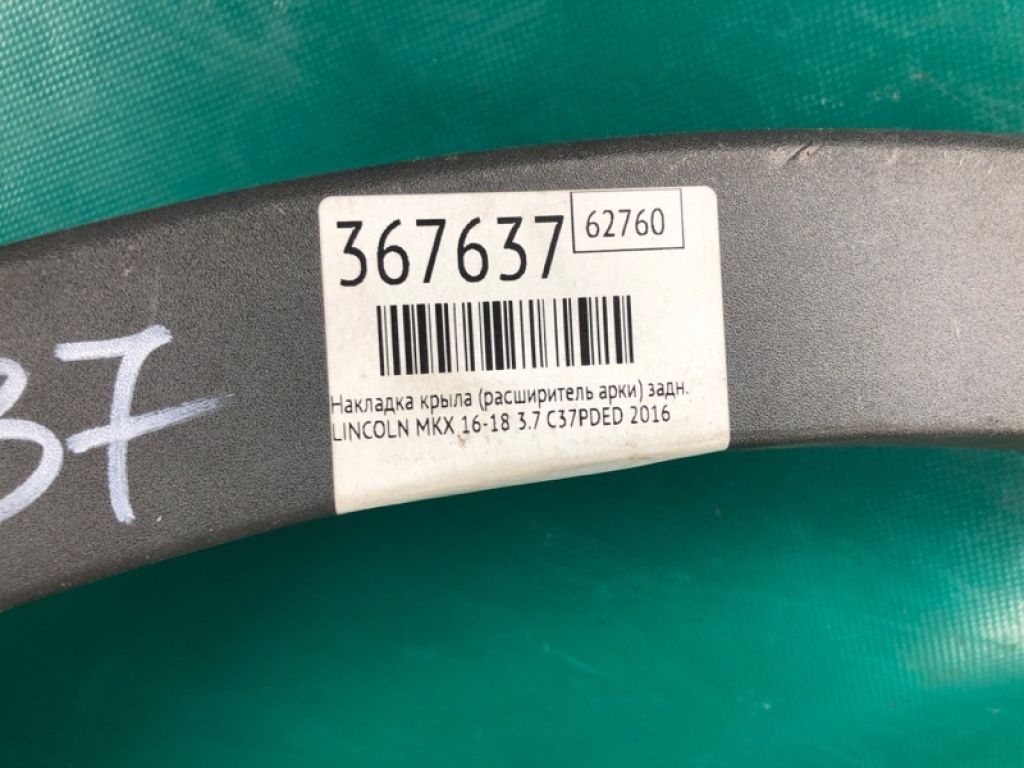 367637
62760
Накладка крыла (расширитель арки) задн.
LINCOLN MKX 16-18 3.7 C37PDED 2016
37